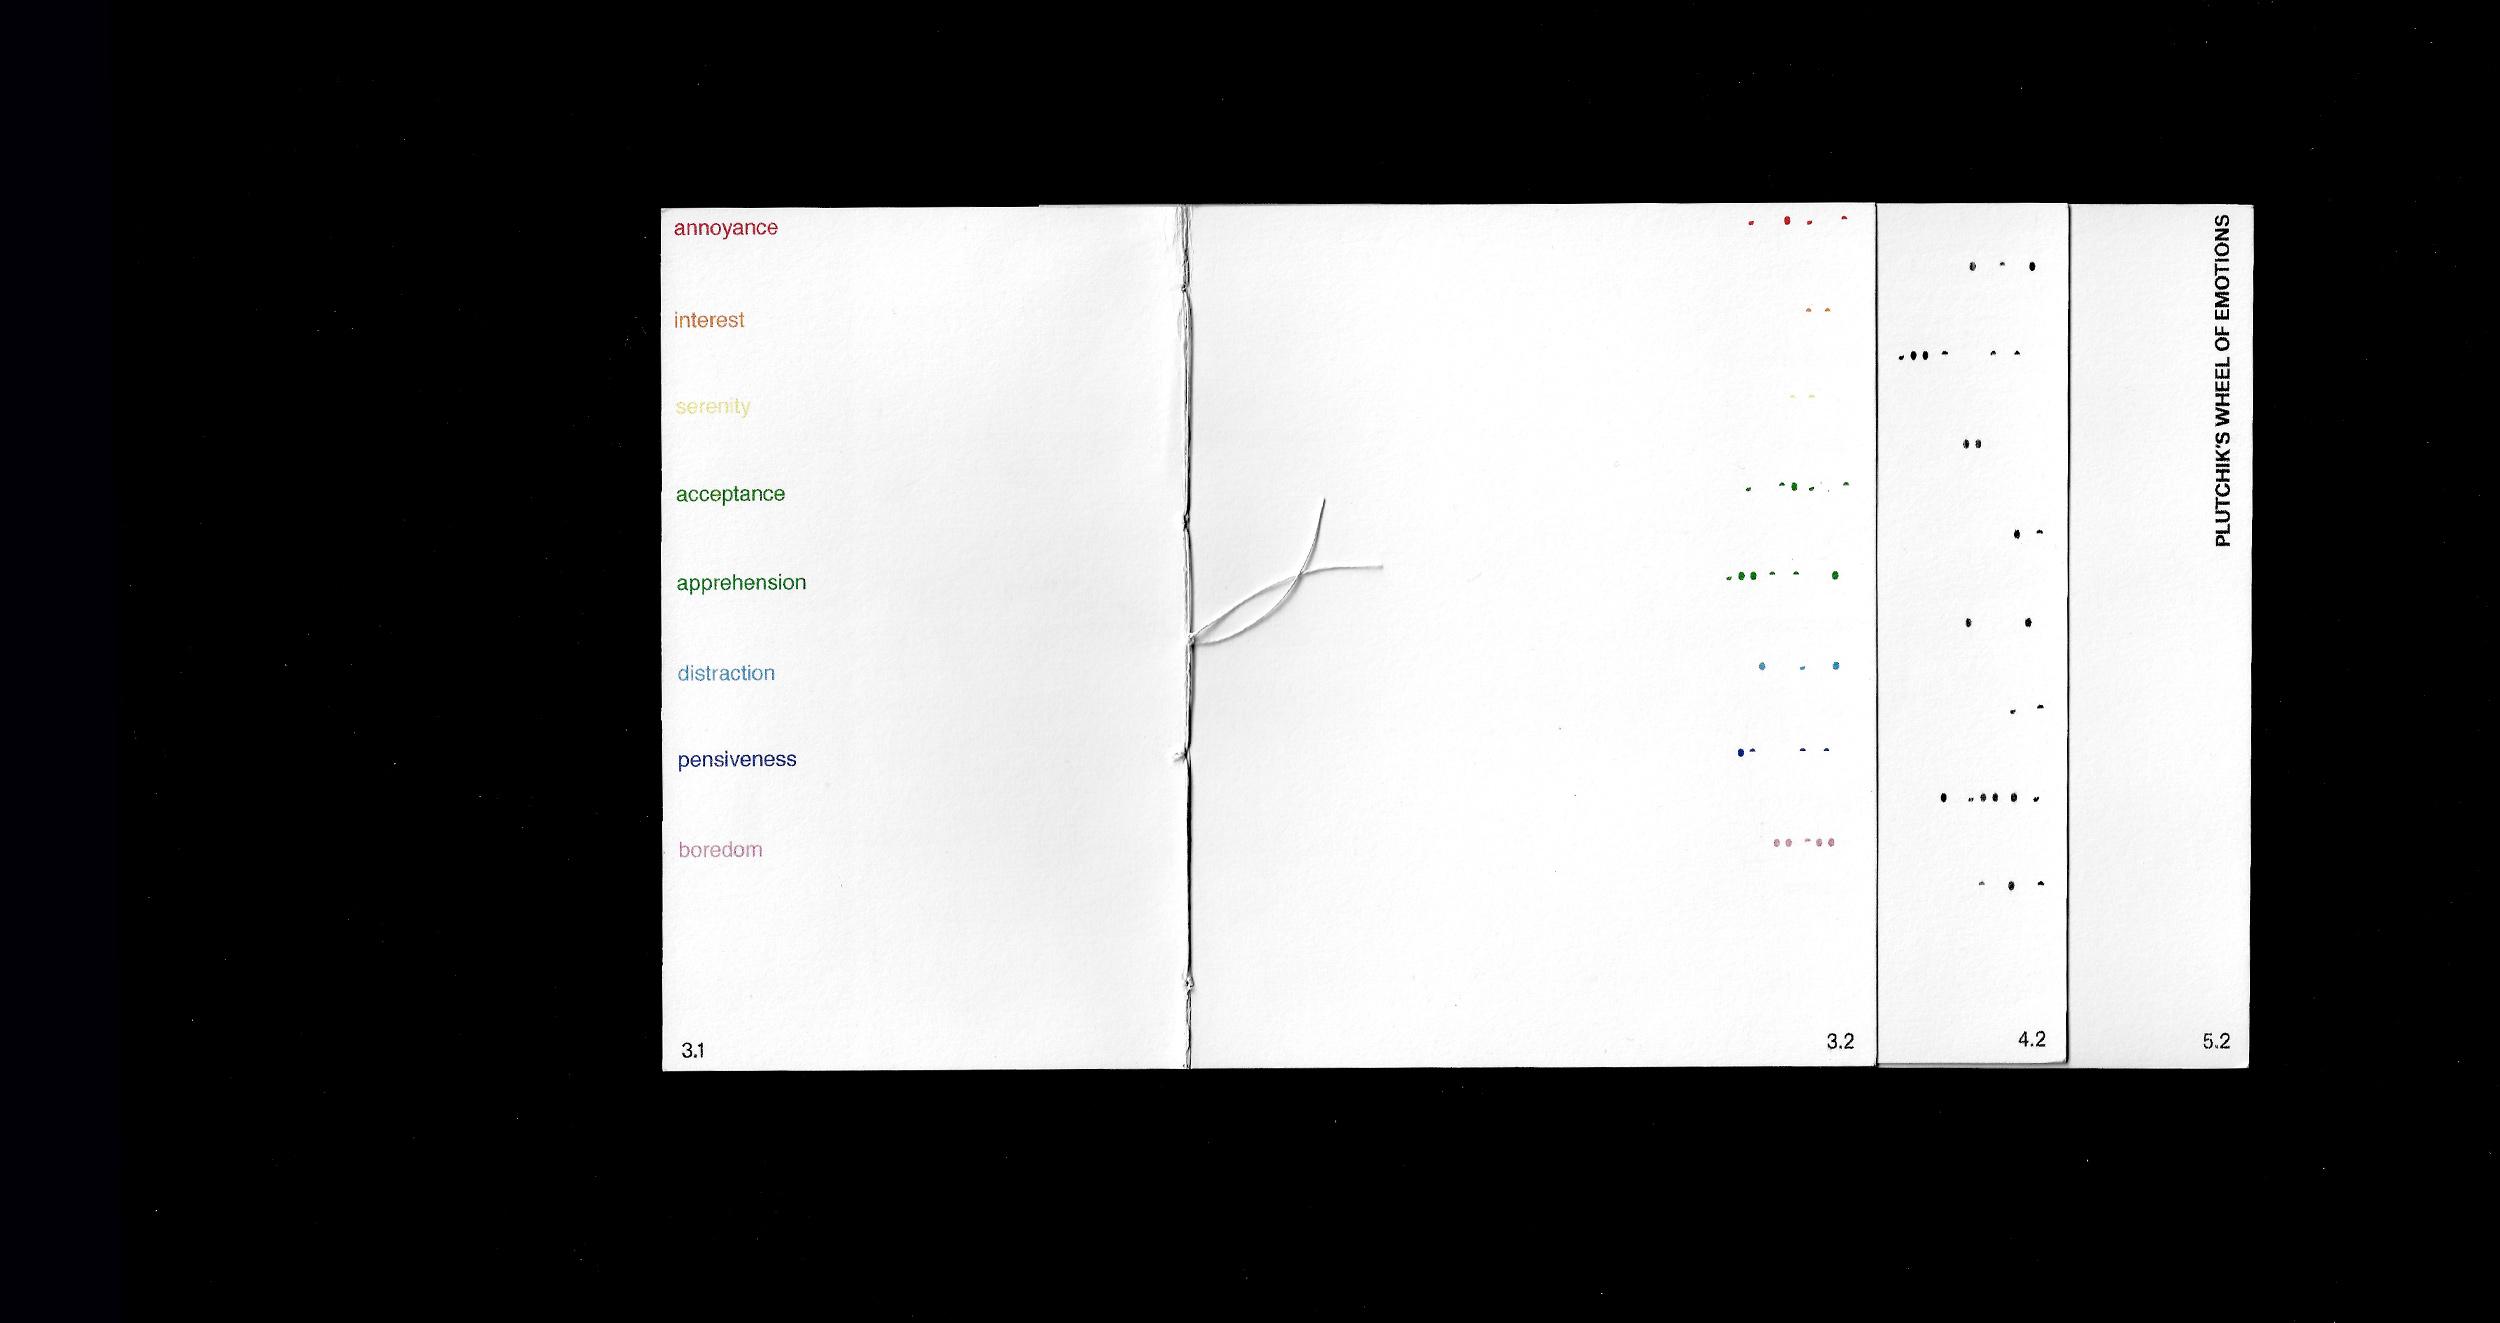 annoyance
interest
serenity
acceptance
apprehension
distraction
pensiveness
boredom
3.1
3.2
4.2
PLUTCHIK'S WHEEL OF EMOTIONS
5.2